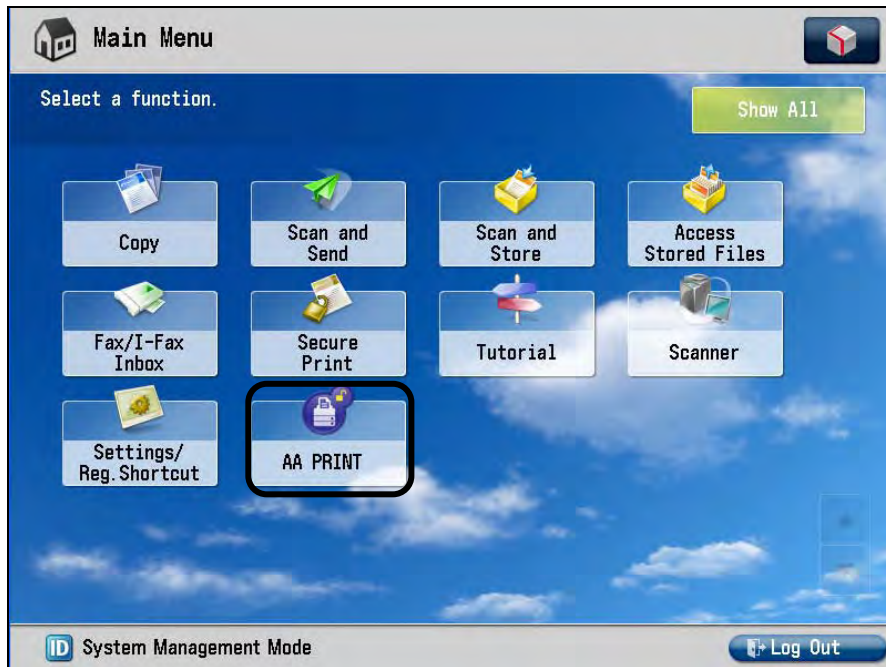 Main Menu
Select a function.
Show All
Copy
Scan and
Send
Scan and
Store
Access
Stored Files
Fax/I-Fax
Inbox
Secure
Print
Tutorial
Scanner
Settings/
Reg.Shortcut
AA PRINT
ID System Management Mode
Log Out